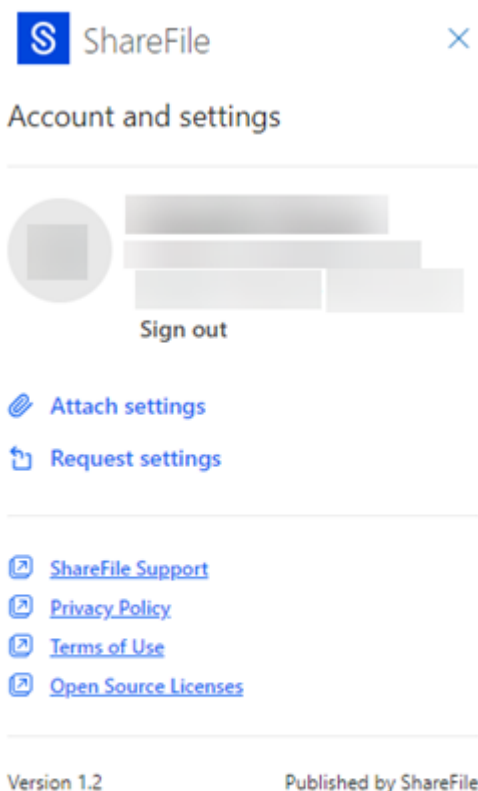 ShareFile
Account and settings
Sign out
Attach settings
Request settings
ShareFile Support
Privacy Policy
Terms of Use
Open Source Licenses
Version 1.2 Published by ShareFile